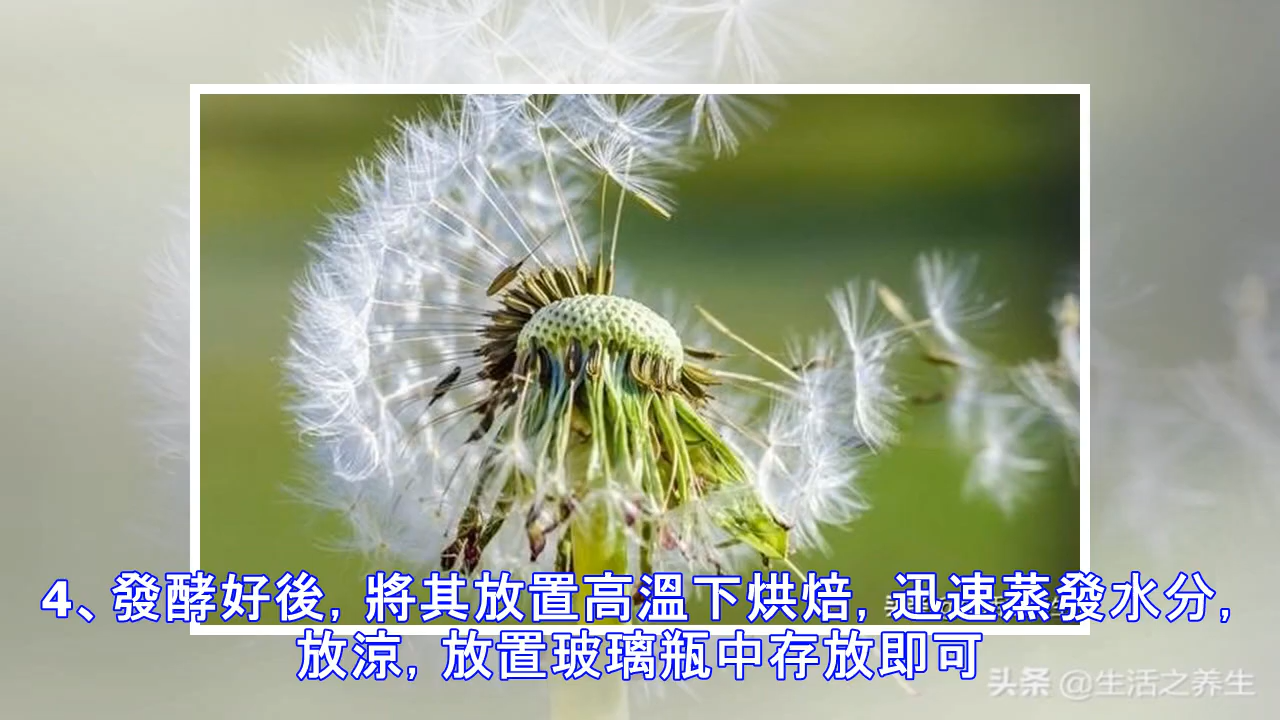 4、發酵好後, 將其放置高溫下烘焙, 迅速蒸發水分,
放涼, 放置玻璃瓶中存放即可
头条 @生活之养生